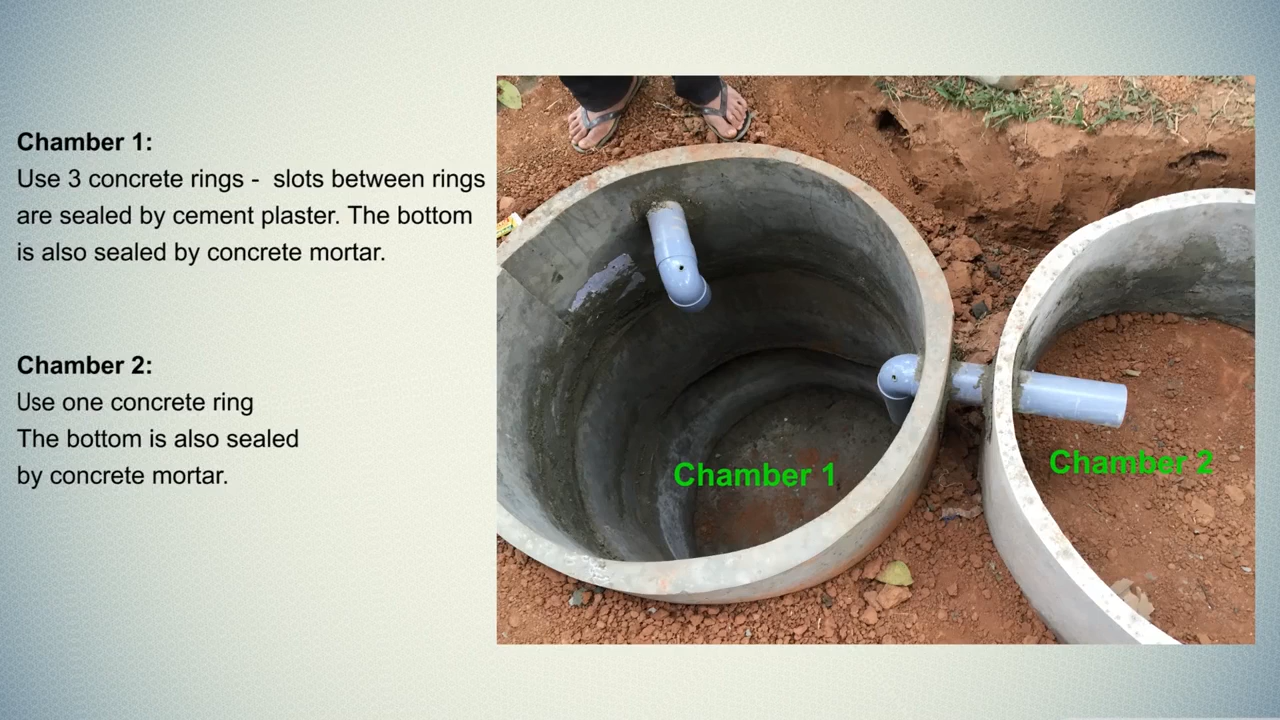 Chamber 1:
Use 3 concrete rings -  slots between rings
are sealed by cement plaster. The bottom
is also sealed by concrete mortar.
Chamber 2:
Use one concrete ring
The bottom is also sealed
by concrete mortar.
Chamber 1
Chamber 2